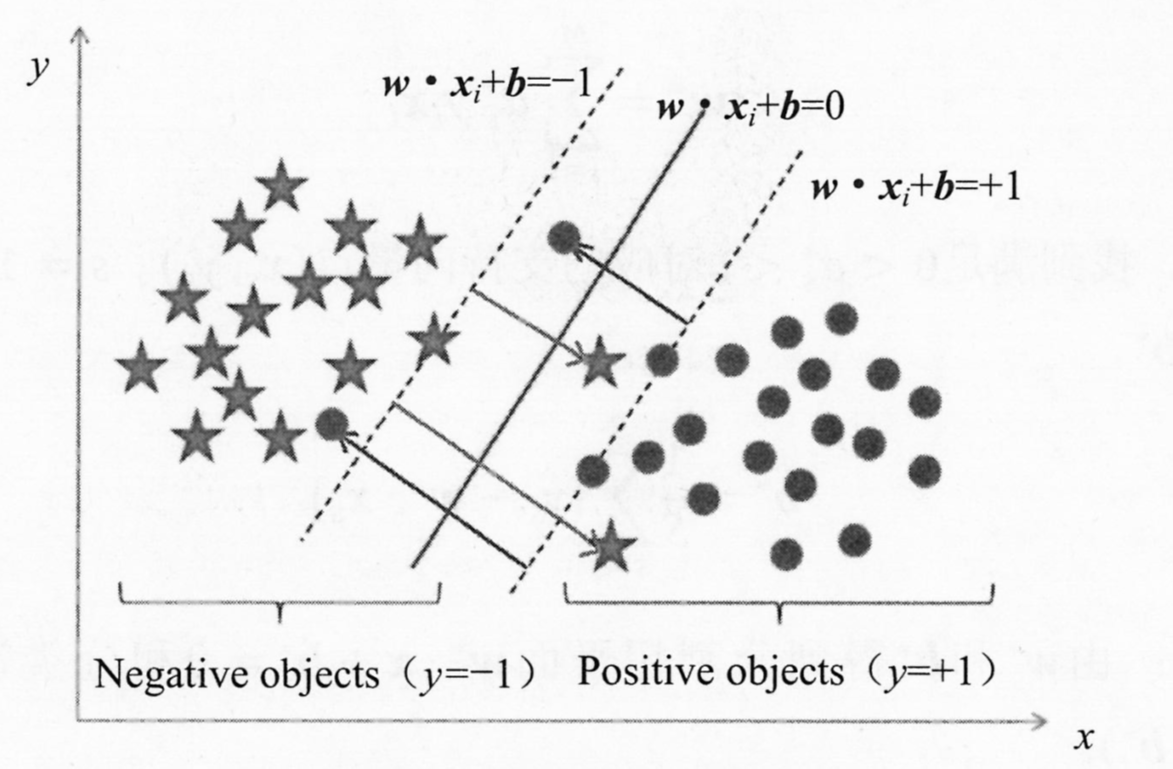 y
w · xᵢ+b=−1
w · xᵢ+b=0
w · xᵢ+b=+1
Negative objects（y=−1）
Positive objects（y=+1）
x